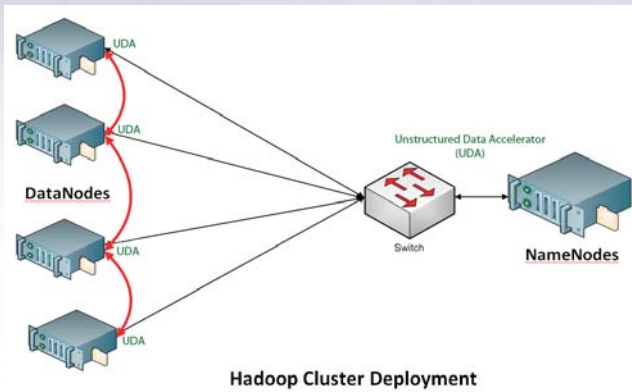 UDA
UDA
Unstructured Data Accelerator
(UDA)
DataNodes
UDA
Switch
NameNodes
UDA
Hadoop Cluster Deployment